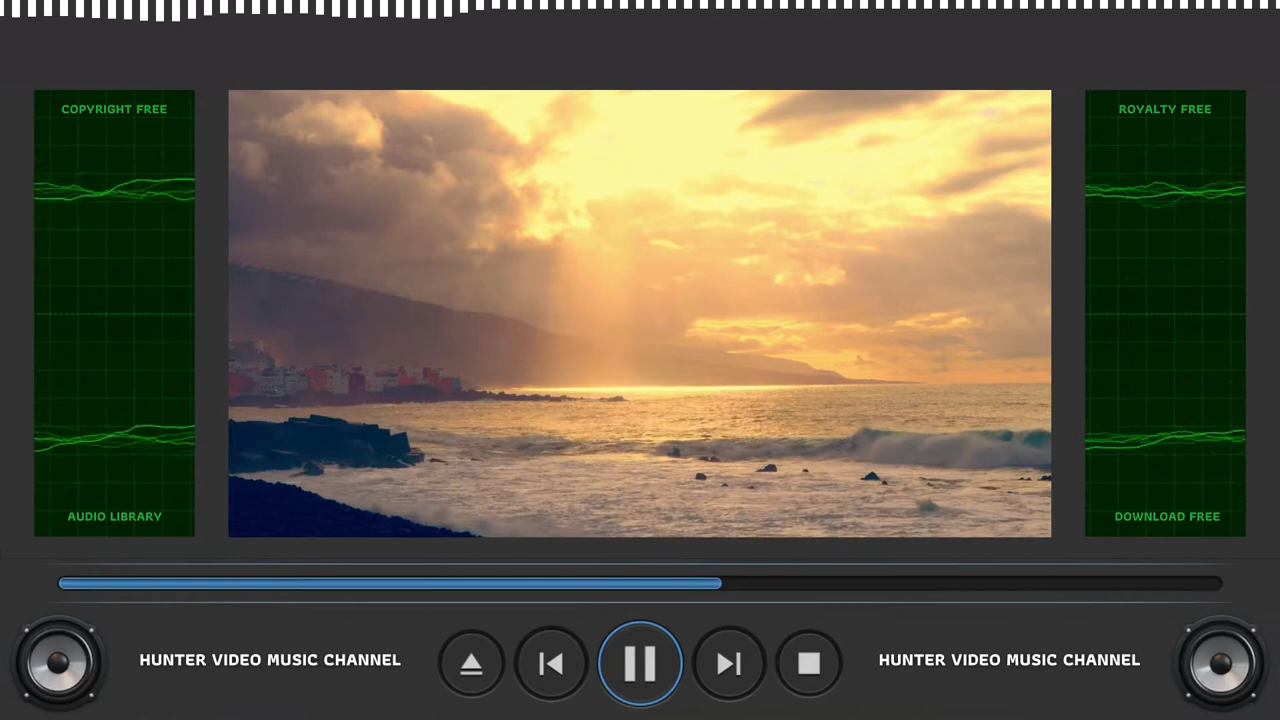 COPYRIGHT FREE
ROYALTY FREE
AUDIO LIBRARY
DOWNLOAD FREE
HUNTER VIDEO MUSIC CHANNEL
HUNTER VIDEO MUSIC CHANNEL